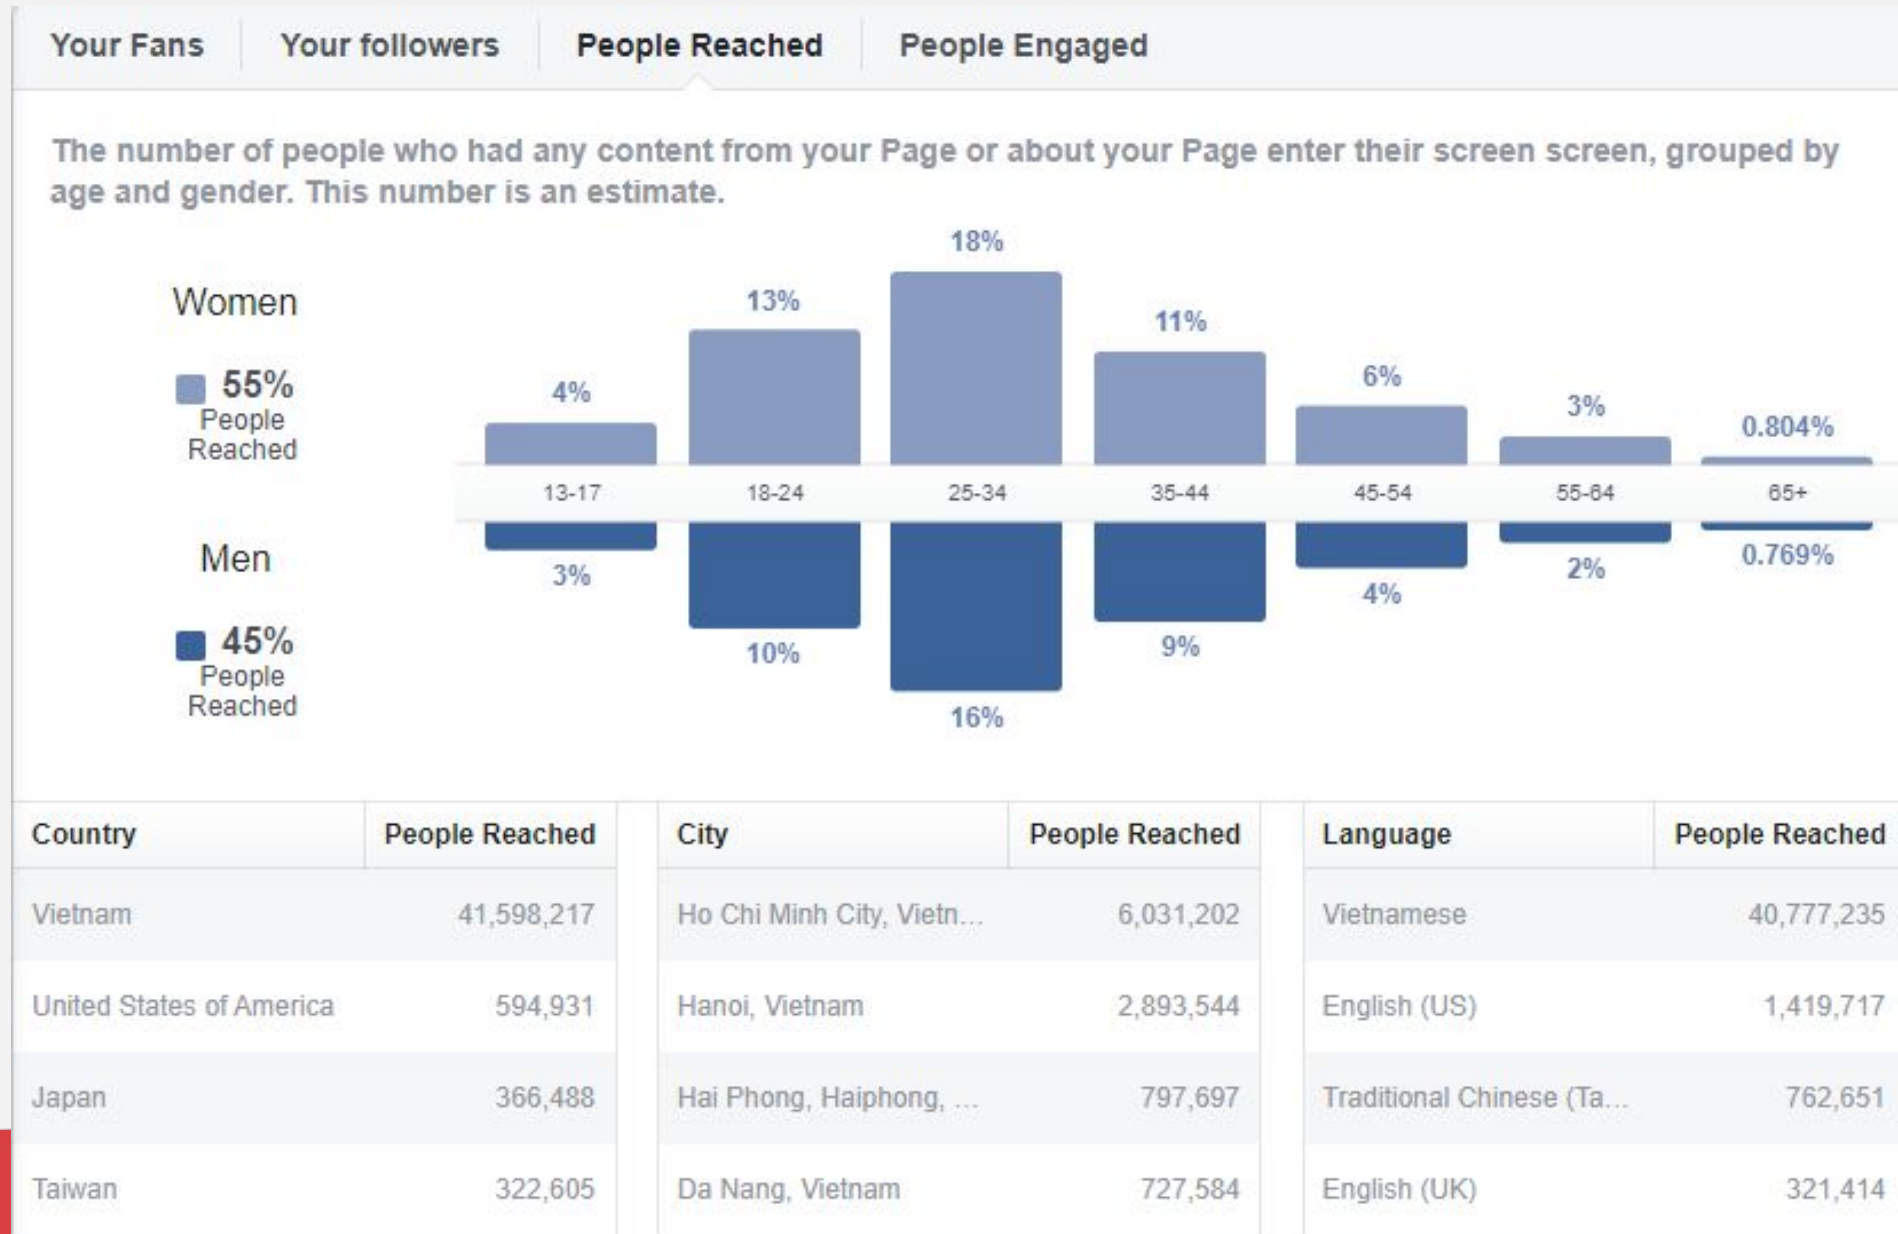 Your Fans Your followers People Reached People Engaged
The number of people who had any content from your Page or about your Page enter their screen screen, grouped by
age and gender. This number is an estimate.
Women
55%
People
Reached
4% 13% 18% 11% 6% 3% 0.804%
13-17 18-24 25-34 35-44 45-54 55-64 65+
Men
45%
People
Reached
3% 10% 16% 9% 4% 2% 0.769%
Country People Reached
Vietnam 41,598,217
United States of America 594,931
Japan 366,488
Taiwan 322,605
City People Reached
Ho Chi Minh City, Vietn... 6,031,202
Hanoi, Vietnam 2,893,544
Hai Phong, Haiphong, ... 797,697
Da Nang, Vietnam 727,584
Language People Reached
Vietnamese 40,777,235
English (US) 1,419,717
Traditional Chinese (Ta... 762,651
English (UK) 321,414